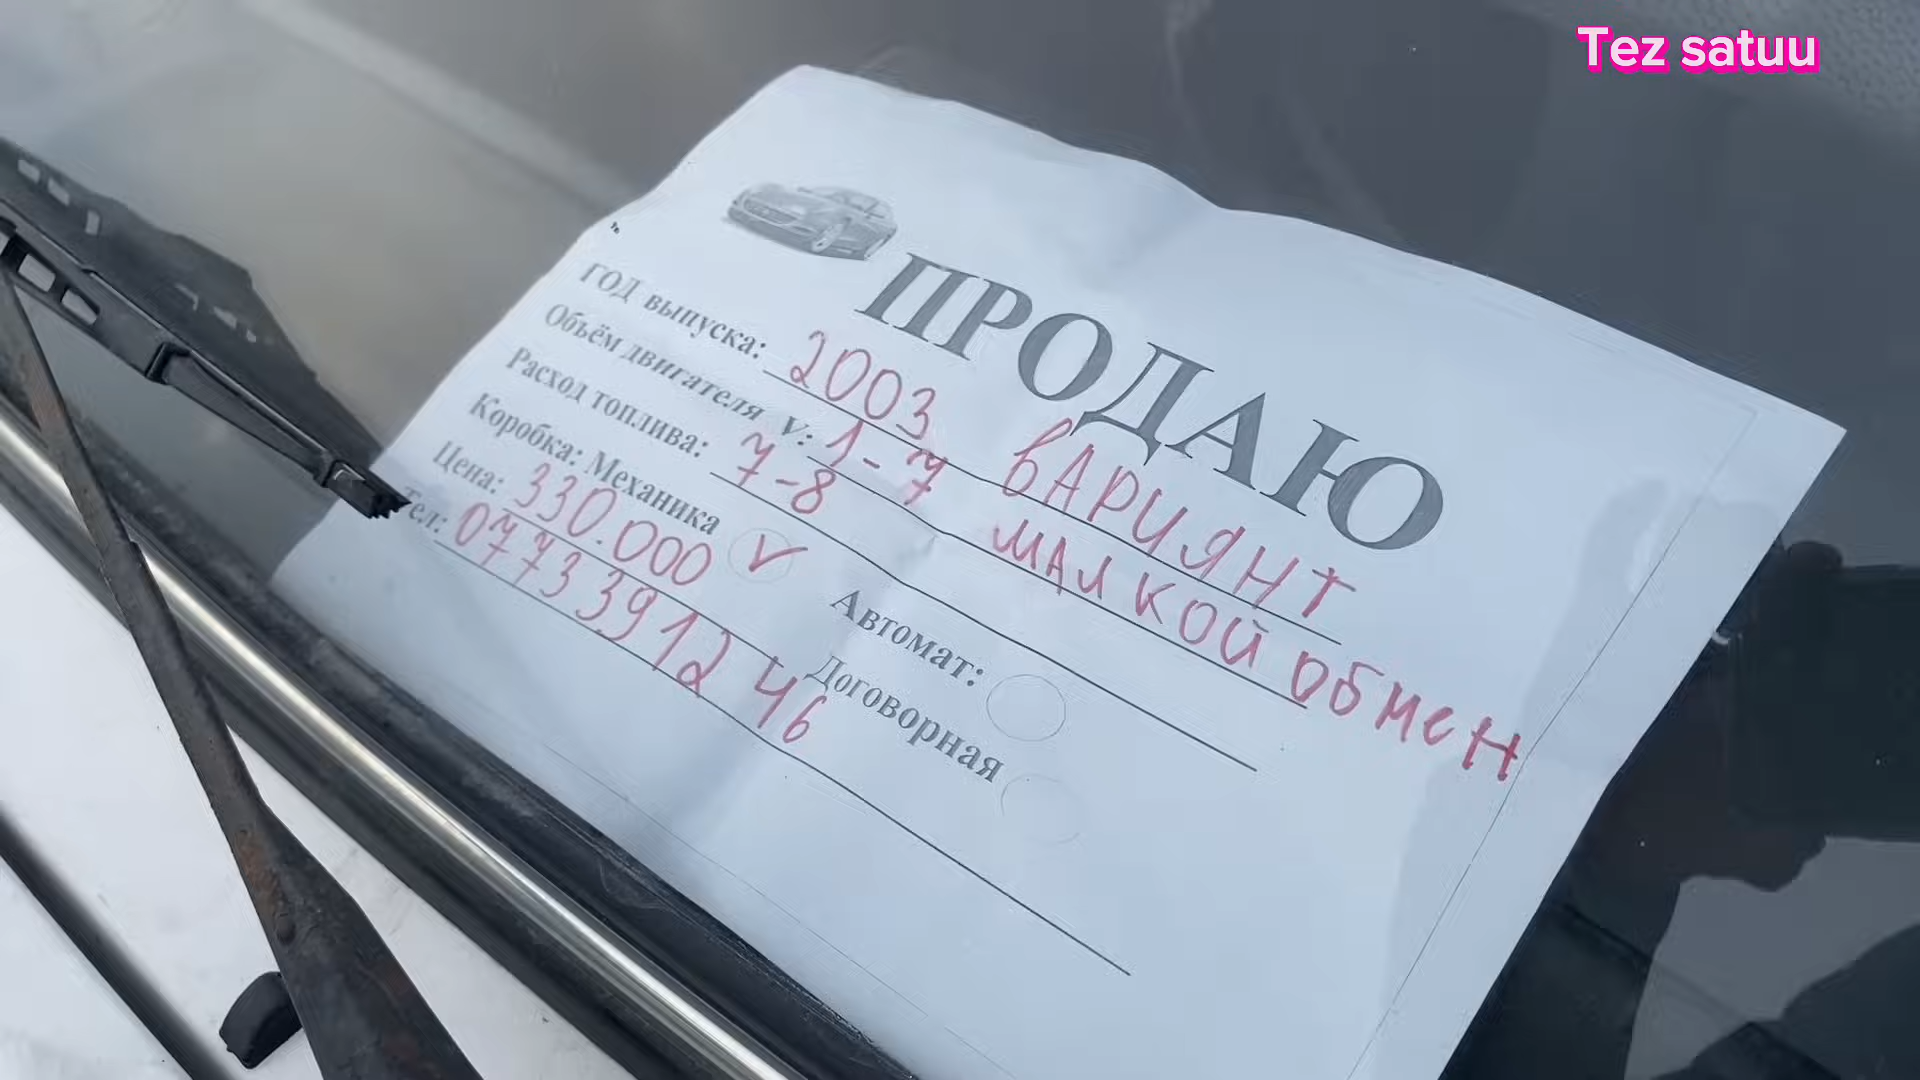 Tez satuu
ПРОДАЮ
ГОД выпуска: 2003 вАРИЯНТ
Объём двигателя v: 1-7 МАЛКОЙ ОБМЕН
Расход топлива: 7-8
Коробка: Механика ✓ Автомат:
Цена: 330.000 Договорная
Тел: 0773391246